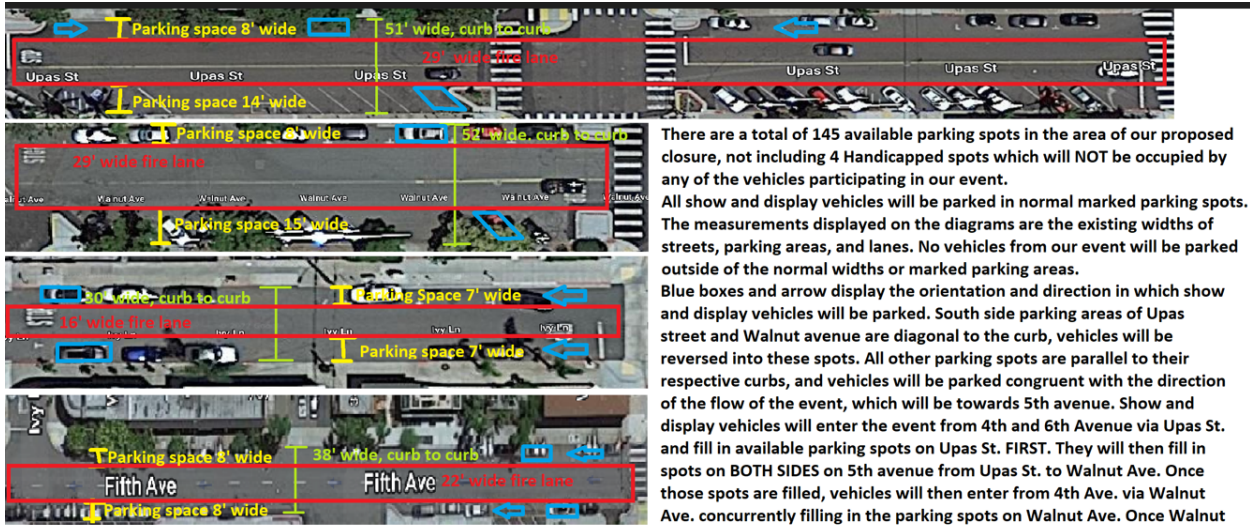 Parking space 8' wide
51' wide, curb to curb
29' fire lane
Upas St
Upas St
Upas St
Upas St
Upas St
Upas St
Parking space 14' wide
Parking space 8' wide
52' wide, curb to curb
29' wide fire lane
Walnut Ave
Walnut Ave
Walnut Ave
Walnut Ave
Walnut Ave
Walnut Ave
Walnut Ave
Parking space 15' wide
30' wide, curb to curb
Parking Space 7' wide
16' wide fire lane
Ivy Ln
Ivy Ln
Ivy Ln
Ivy Ln
Ivy Ln
Parking space 7' wide
Ivy Ln
Parking space 8' wide
38' wide, curb to curb
Fifth Ave
Fifth Ave
22' wide fire lane
Parking space 8' wide
There are a total of 145 available parking spots in the area of our proposed
closure, not including 4 Handicapped spots which will NOT be occupied by
any of the vehicles participating in our event.
All show and display vehicles will be parked in normal marked parking spots.
The measurements displayed on the diagrams are the existing widths of
streets, parking areas, and lanes. No vehicles from our event will be parked
outside of the normal widths or marked parking areas.
Blue boxes and arrow display the orientation and direction in which show
and display vehicles will be parked. South side parking areas of Upas
street and Walnut avenue are diagonal to the curb, vehicles will be
reversed into these spots. All other parking spots are parallel to their
respective curbs, and vehicles will be parked congruent with the direction
of the flow of the event, which will be towards 5th avenue. Show and
display vehicles will enter the event from 4th and 6th Avenue via Upas St.
and fill in available parking spots on Upas St. FIRST. They will then fill in
spots on BOTH SIDES on 5th avenue from Upas St. to Walnut Ave. Once
those spots are filled, vehicles will then enter from 4th Ave. via Walnut
Ave. concurrently filling in the parking spots on Walnut Ave. Once Walnut